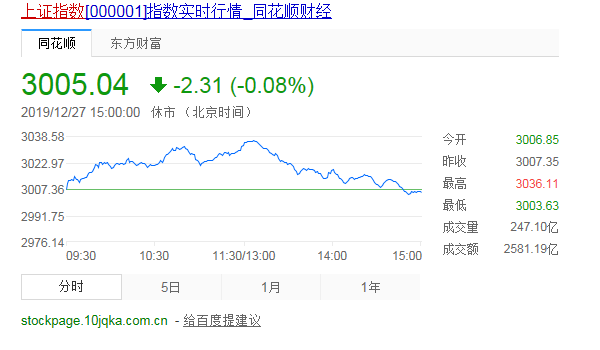 上证指数[000001]指数实时行情_同花顺财经
同花顺 东方财富
3005.04 -2.31 (-0.08%)
2019/12/27 15:00:00 休市 （北京时间）
3038.58
3022.97
3007.36
2991.75
2976.14
09:30 10:30 11:30/13:00 14:00 15:00
今开 3006.85
昨收 3007.35
最高 3036.11
最低 3003.63
成交量 247.10亿
成交额 2581.19亿
分时 5日 1月 1年
stockpage.10jqka.com.cn - 给百度提建议